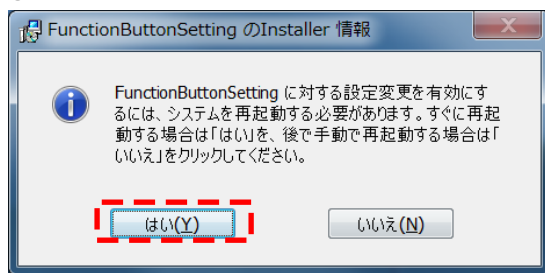 FunctionButtonSetting のInstaller 情報
FunctionButtonSetting に対する設定変更を有効にす
るには、システムを再起動する必要があります。すぐに再起
動する場合は「はい」を、後で手動で再起動する場合は「
いいえ」をクリックしてください。
はい(Y)
いいえ(N)